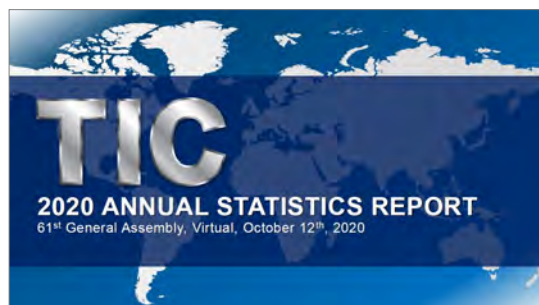 TIC
2020 ANNUAL STATISTICS REPORT
61st General Assembly, Virtual, October 12th, 2020